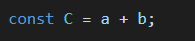 const C = a + b;